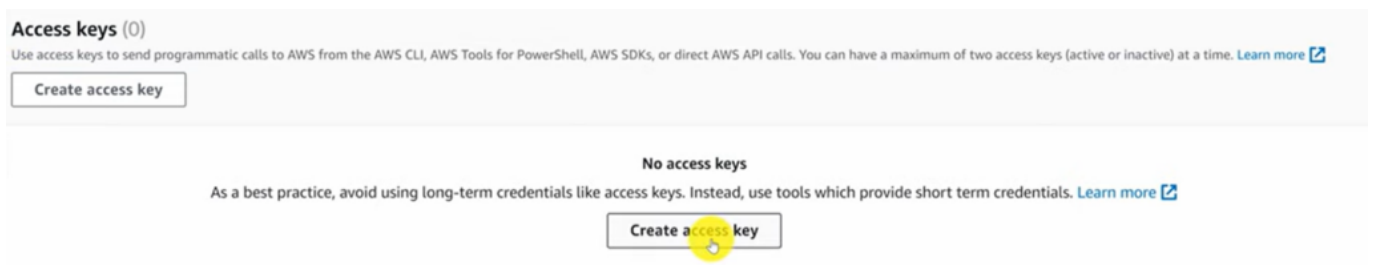 Access keys (0)
Use access keys to send programmatic calls to AWS from the AWS CLI, AWS Tools for PowerShell, AWS SDKs, or direct AWS API calls. You can have a maximum of two access keys (active or inactive) at a time. Learn more
Create access key
No access keys
As a best practice, avoid using long-term credentials like access keys. Instead, use tools which provide short term credentials. Learn more
Create access key